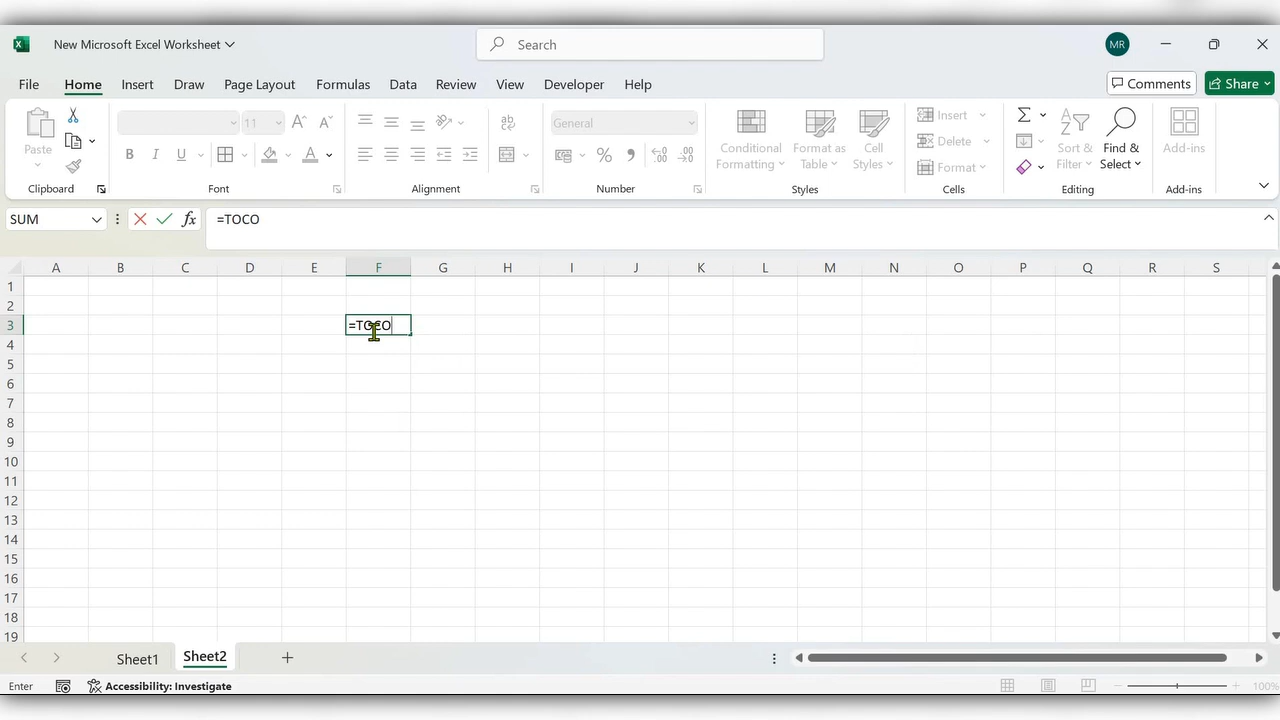 New Microsoft Excel Worksheet
Search
MR
File Home Insert Draw Page Layout Formulas Data Review View Developer Help
Comments Share
Paste
Clipboard
11
B I U A
Font
Alignment
General
Number
Conditional Formatting
Format as Table
Cell Styles
Styles
Insert
Delete
Format
Cells
Sort & Filter
Find & Select
Editing
Add-ins
Add-ins
SUM
fx
=TOCO
A B C D E F G H I J K L M N O P Q R S
1
2
3 =TOCO
4
5
6
7
8
9
10
11
12
13
14
15
16
17
18
19
Sheet1 Sheet2
Enter
Accessibility: Investigate
100%